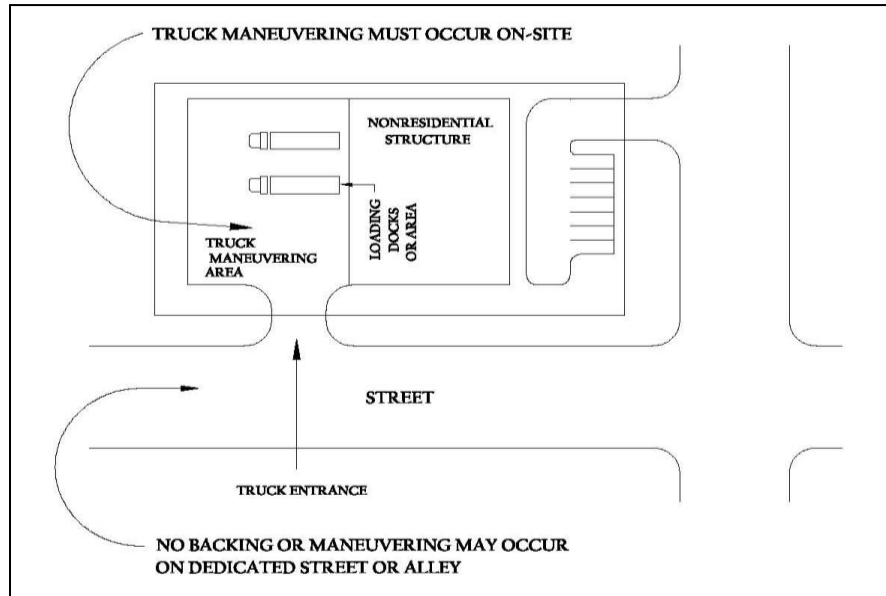 TRUCK MANEUVERING MUST OCCUR ON-SITE
NONRESIDENTIAL
STRUCTURE
LOADING
DOCKS
OR AREA
TRUCK
MANEUVERING
AREA
STREET
TRUCK ENTRANCE
NO BACKING OR MANEUVERING MAY OCCUR
ON DEDICATED STREET OR ALLEY